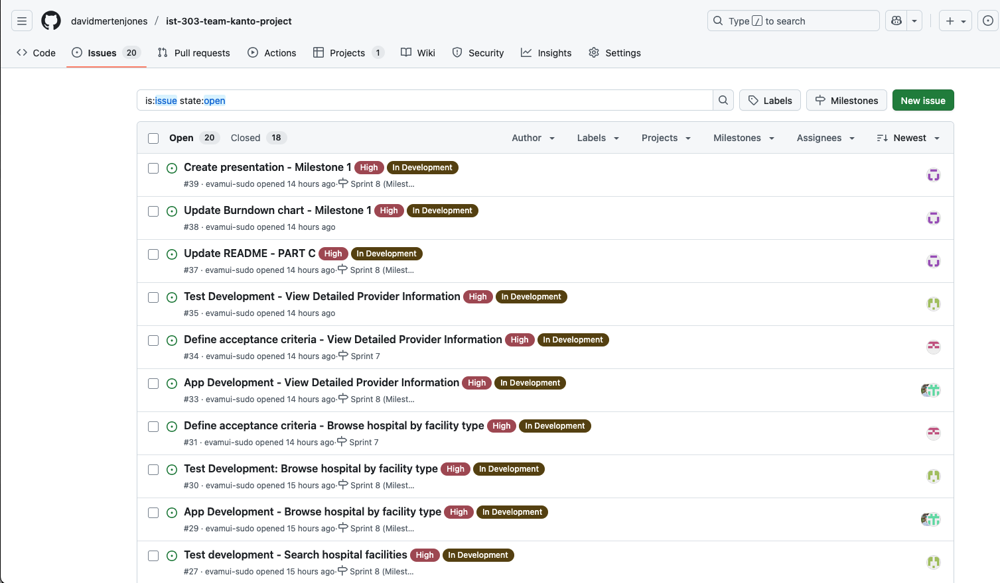 davidmertenjones / ist-303-team-kanto-project
Type / to search
Code
Issues 20
Pull requests
Actions
Projects 1
Wiki
Security
Insights
Settings
is:issue state:open
Labels
Milestones
New issue
Open 20 Closed 18 Author Labels Projects Milestones Assignees Newest
Create presentation - Milestone 1 High In Development
#39 · evamui-sudo opened 14 hours ago · Sprint 8 (Milest...
Update Burndown chart - Milestone 1 High In Development
#38 · evamui-sudo opened 14 hours ago
Update README - PART C High In Development
#37 · evamui-sudo opened 14 hours ago · Sprint 8 (Milest...
Test Development - View Detailed Provider Information High In Development
#35 · evamui-sudo opened 14 hours ago
Define acceptance criteria - View Detailed Provider Information High In Development
#34 · evamui-sudo opened 14 hours ago · Sprint 7
App Development - View Detailed Provider Information High In Development
#33 · evamui-sudo opened 14 hours ago · Sprint 8 (Milest...
Define acceptance criteria - Browse hospital by facility type High In Development
#31 · evamui-sudo opened 14 hours ago · Sprint 7
Test Development: Browse hospital by facility type High In Development
#30 · evamui-sudo opened 15 hours ago · Sprint 8 (Milest...
App Development - Browse hospital by facility type High In Development
#29 · evamui-sudo opened 15 hours ago · Sprint 8 (Milest...
Test development - Search hospital facilities High In Development
#27 · evamui-sudo opened 15 hours ago · Sprint 8 (Milest...